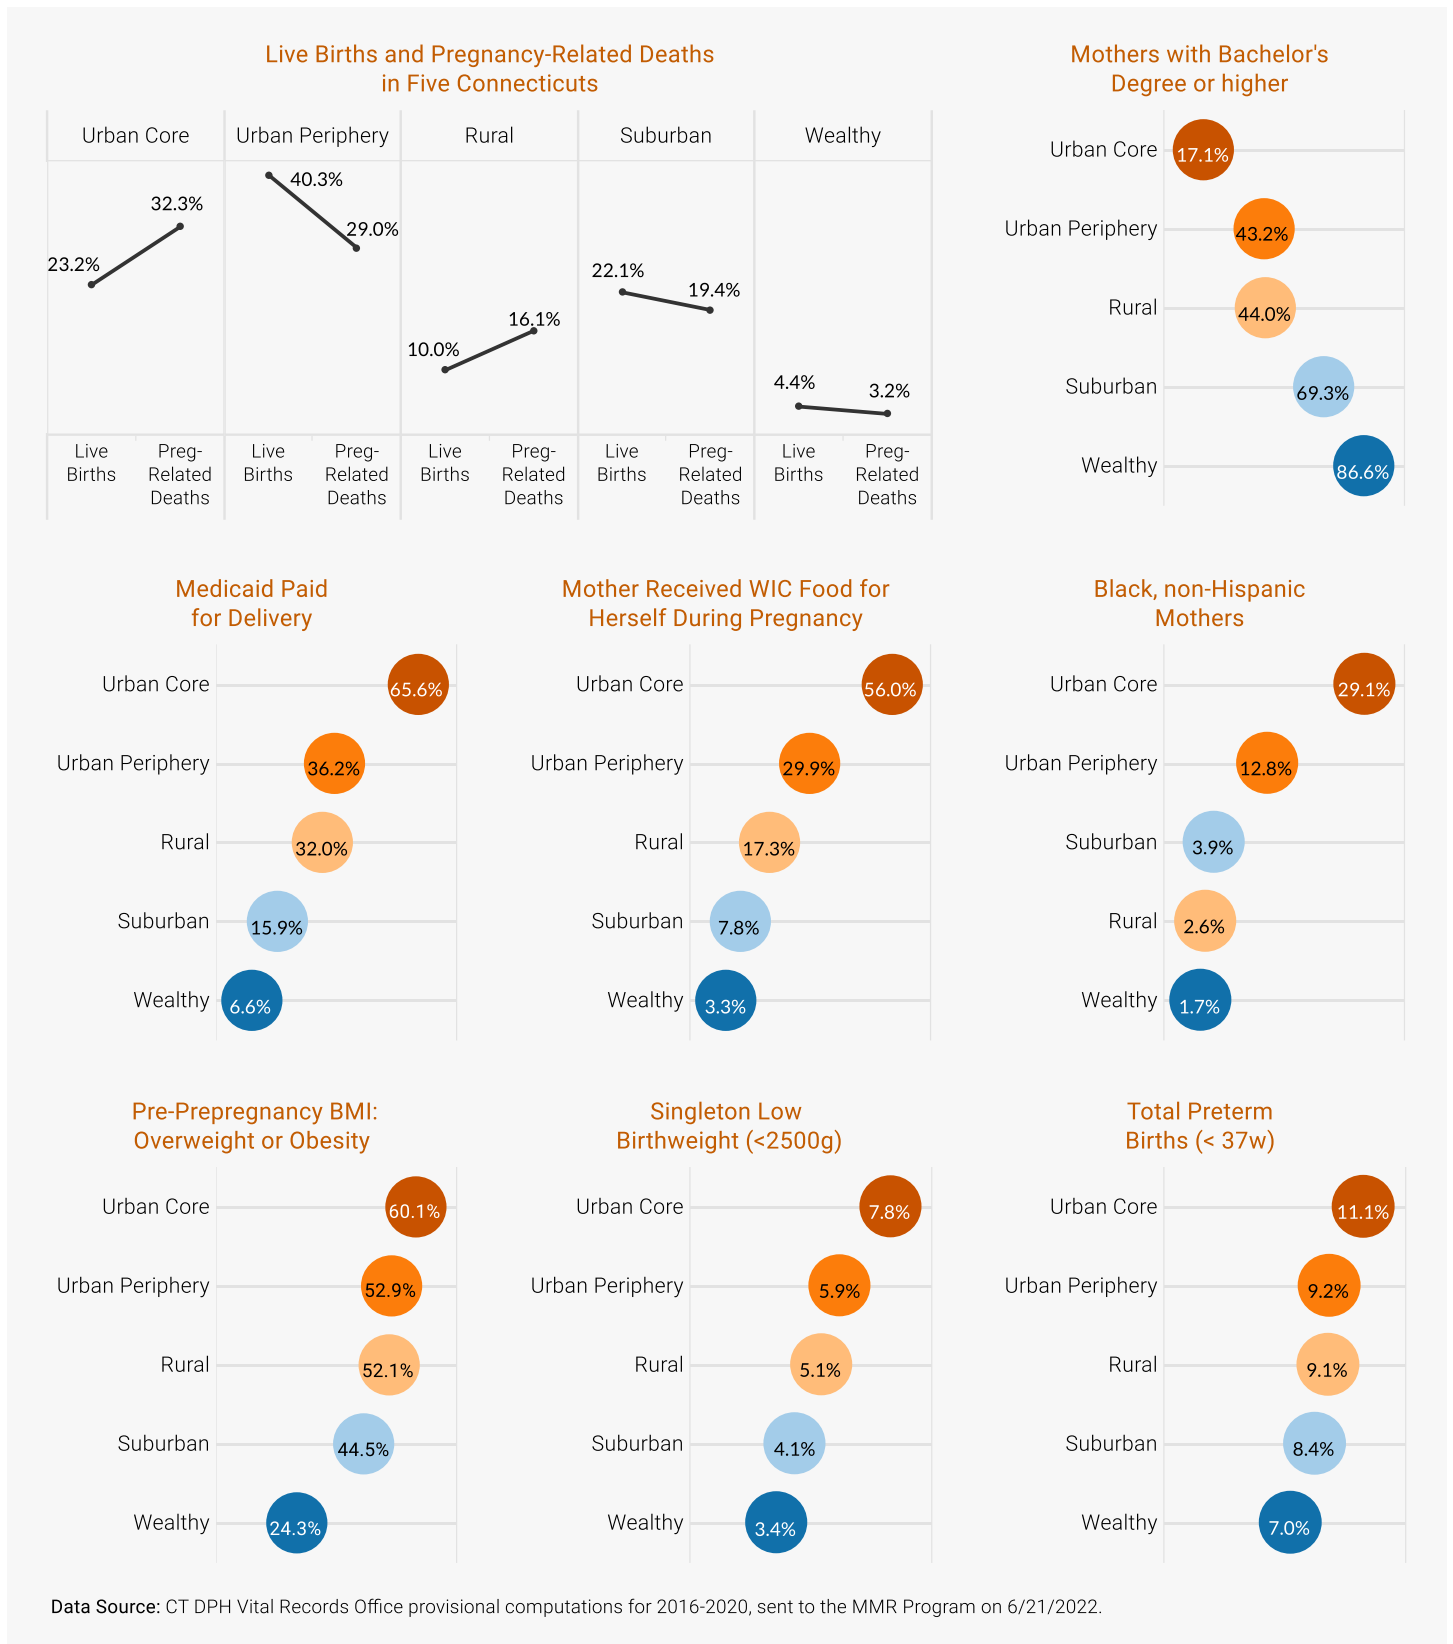 Live Births and Pregnancy-Related Deaths
in Five Connecticuts
Urban Core
Urban Periphery
Rural
Suburban
Wealthy
23.2%
32.3%
40.3%
29.0%
10.0%
16.1%
22.1%
19.4%
4.4%
3.2%
Live
Births
Preg-
Related
Deaths
Live
Births
Preg-
Related
Deaths
Live
Births
Preg-
Related
Deaths
Live
Births
Preg-
Related
Deaths
Live
Births
Preg-
Related
Deaths
Mothers with Bachelor's
Degree or higher
Urban Core 17.1%
Urban Periphery 43.2%
Rural 44.0%
Suburban 69.3%
Wealthy 86.6%
Medicaid Paid
for Delivery
Urban Core 65.6%
Urban Periphery 36.2%
Rural 32.0%
Suburban 15.9%
Wealthy 6.6%
Mother Received WIC Food for
Herself During Pregnancy
Urban Core 56.0%
Urban Periphery 29.9%
Rural 17.3%
Suburban 7.8%
Wealthy 3.3%
Black, non-Hispanic
Mothers
Urban Core 29.1%
Urban Periphery 12.8%
Suburban 3.9%
Rural 2.6%
Wealthy 1.7%
Pre-Prepregnancy BMI:
Overweight or Obesity
Urban Core 60.1%
Urban Periphery 52.9%
Rural 52.1%
Suburban 44.5%
Wealthy 24.3%
Singleton Low
Birthweight (<2500g)
Urban Core 7.8%
Urban Periphery 5.9%
Rural 5.1%
Suburban 4.1%
Wealthy 3.4%
Total Preterm
Births (< 37w)
Urban Core 11.1%
Urban Periphery 9.2%
Rural 9.1%
Suburban 8.4%
Wealthy 7.0%
Data Source: CT DPH Vital Records Office provisional computations for 2016-2020, sent to the MMR Program on 6/21/2022.